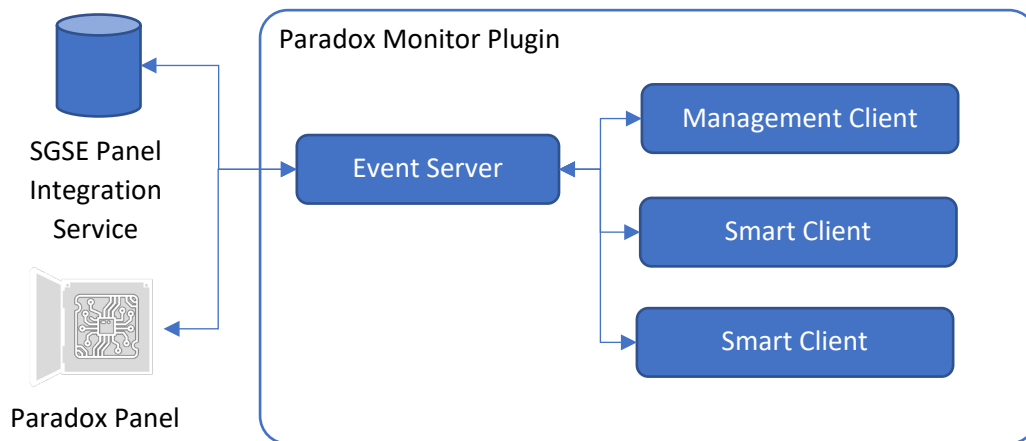 Paradox Monitor Plugin
SGSE Panel
Integration
Service
Paradox Panel
Event Server
Management Client
Smart Client
Smart Client